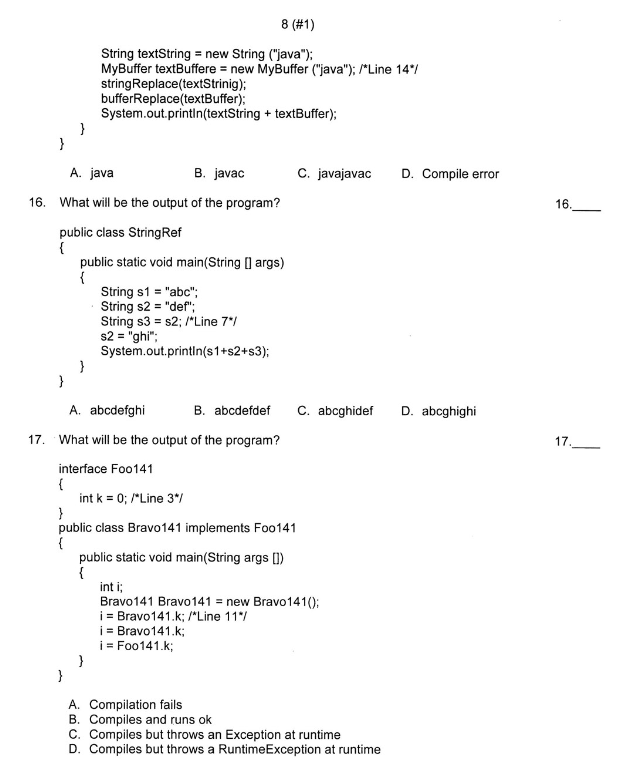 8 (#1)
String textString = new String ("java");
MyBuffer textBuffere = new MyBuffer ("java"); /*Line 14*/
stringReplace(textStrinig);
bufferReplace(textBuffer);
System.out.println(textString + textBuffer);
}
}
A. java B. javac C. javajavac D. Compile error
16. What will be the output of the program? 16.____
public class StringRef
{
public static void main(String [] args)
{
String s1 = "abc";
String s2 = "def";
String s3 = s2; /*Line 7*/
s2 = "ghi";
System.out.println(s1+s2+s3);
}
}
A. abcdefghi B. abcdefdef C. abcghidef D. abcghighi
17. What will be the output of the program? 17.____
interface Foo141
{
int k = 0; /*Line 3*/
}
public class Bravo141 implements Foo141
{
public static void main(String args [])
{
int i;
Bravo141 Bravo141 = new Bravo141();
i = Bravo141.k; /*Line 11*/
i = Bravo141.k;
i = Foo141.k;
}
}
A. Compilation fails
B. Compiles and runs ok
C. Compiles but throws an Exception at runtime
D. Compiles but throws a RuntimeException at runtime